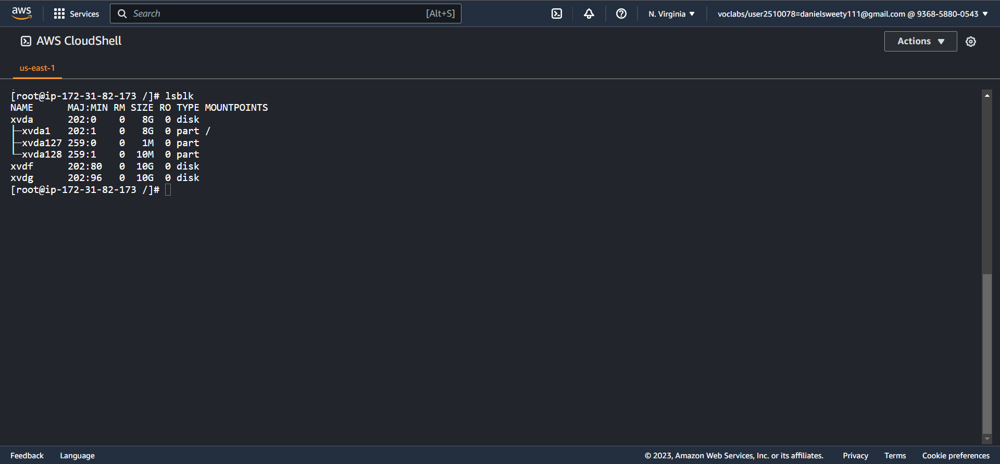 aws Services Search [Alt+S] N. Virginia ▼ voclabs/user2510078=danielsweety111@gmail.com @ 9368-5880-0543 ▼
AWS CloudShell
Actions ▼
us-east-1
[root@ip-172-31-82-173 /]# lsblk
NAME      MAJ:MIN RM SIZE RO TYPE MOUNTPOINTS
xvda      202:0    0   8G  0 disk
├─xvda1   202:1    0   8G  0 part /
├─xvda127 259:0    0   1M  0 part
└─xvda128 259:1    0  10M  0 part
xvdf      202:80   0  10G  0 disk
xvdg      202:96   0  10G  0 disk
[root@ip-172-31-82-173 /]#
Feedback Language © 2023, Amazon Web Services, Inc. or its affiliates. Privacy Terms Cookie preferences